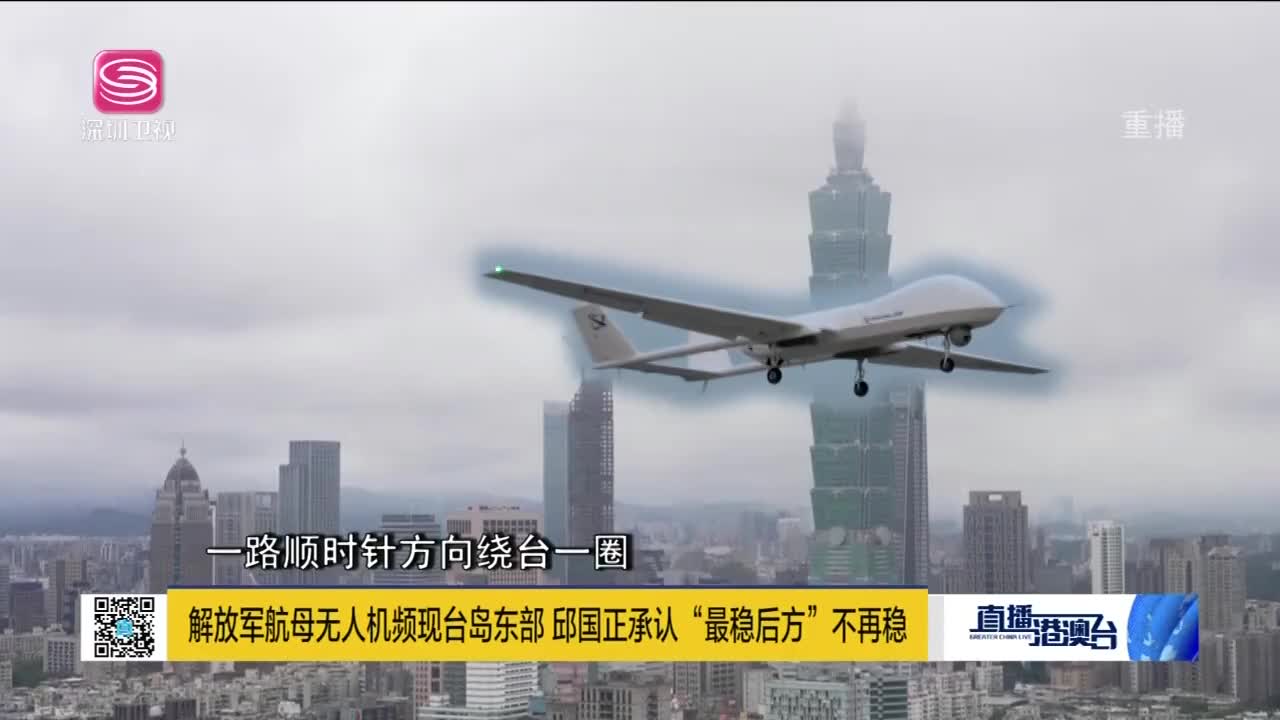 深圳卫视
重播
一路顺时针方向绕台一圈
解放军航母无人机频现台岛东部 邱国正承认“最稳后方”不再稳
直播港澳台
GREATER CHINA LIVE